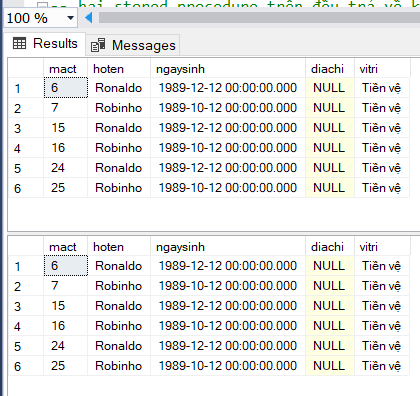 hai stored procedure trên đều trả về k
100 %
Results Messages
mact hoten ngaysinh diachi vitri
1 6 Ronaldo 1989-12-12 00:00:00.000 NULL Tiền vệ
2 7 Robinho 1989-10-12 00:00:00.000 NULL Tiền vệ
3 15 Ronaldo 1989-12-12 00:00:00.000 NULL Tiền vệ
4 16 Robinho 1989-10-12 00:00:00.000 NULL Tiền vệ
5 24 Ronaldo 1989-12-12 00:00:00.000 NULL Tiền vệ
6 25 Robinho 1989-10-12 00:00:00.000 NULL Tiền vệ
mact hoten ngaysinh diachi vitri
1 6 Ronaldo 1989-12-12 00:00:00.000 NULL Tiền vệ
2 7 Robinho 1989-10-12 00:00:00.000 NULL Tiền vệ
3 15 Ronaldo 1989-12-12 00:00:00.000 NULL Tiền vệ
4 16 Robinho 1989-10-12 00:00:00.000 NULL Tiền vệ
5 24 Ronaldo 1989-12-12 00:00:00.000 NULL Tiền vệ
6 25 Robinho 1989-10-12 00:00:00.000 NULL Tiền vệ